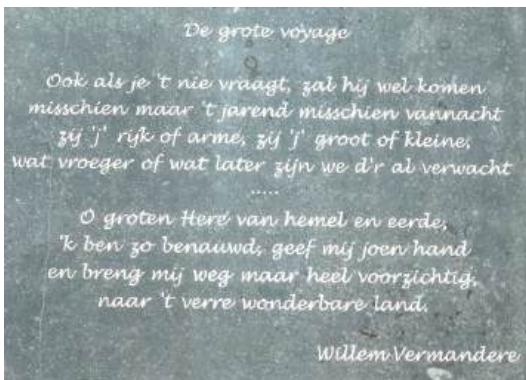 De grote voyage
Ook als je 't nie vraagt, zal hij wel komen
misschien maar 't jarend misschien vannacht
zij 'j' rijk of arme, zij 'j' groot of kleine,
wat vroeger of wat later zijn we d'r al verwacht
.....
O groten Here van hemel en eerde,
'k ben zo benauwd, geef mij joen hand
en breng mij weg maar heel voorzichtig,
naar 't verre wonderbare land.
Willem Vermandere